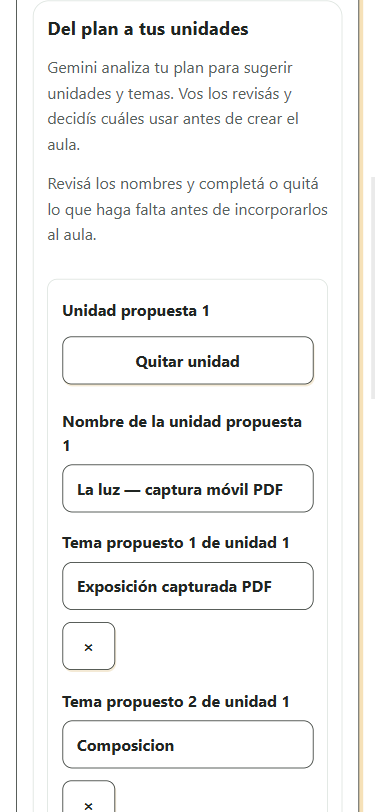 Del plan a tus unidades
Gemini analiza tu plan para sugerir
unidades y temas. Vos los revisás y
decidís cuáles usar antes de crear el
aula.
Revisá los nombres y completá o quitá
lo que haga falta antes de incorporarlos
al aula.
Unidad propuesta 1
Quitar unidad
Nombre de la unidad propuesta
1
La luz — captura móvil PDF
Tema propuesto 1 de unidad 1
Exposición capturada PDF
×
Tema propuesto 2 de unidad 1
Composicion
×